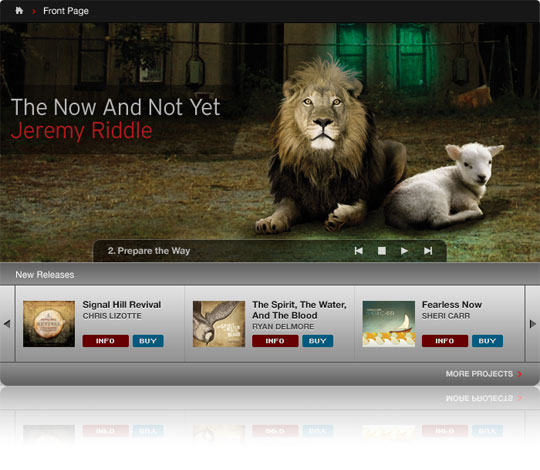 Front Page
The Now And Not Yet
Jeremy Riddle
2. Prepare the Way
New Releases
Signal Hill Revival
CHRIS LIZOTTE
INFO BUY
The Spirit, The Water,
And The Blood
RYAN DELMORE
INFO BUY
Fearless Now
SHERI CARR
INFO BUY
MORE PROJECTS